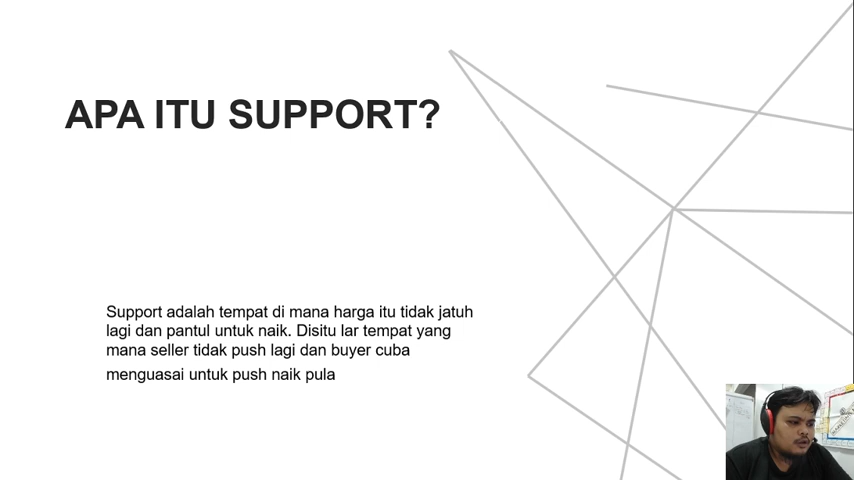 APA ITU SUPPORT?
Support adalah tempat di mana harga itu tidak jatuh
lagi dan pantul untuk naik. Disitu lar tempat yang
mana seller tidak push lagi dan buyer cuba
menguasai untuk push naik pula